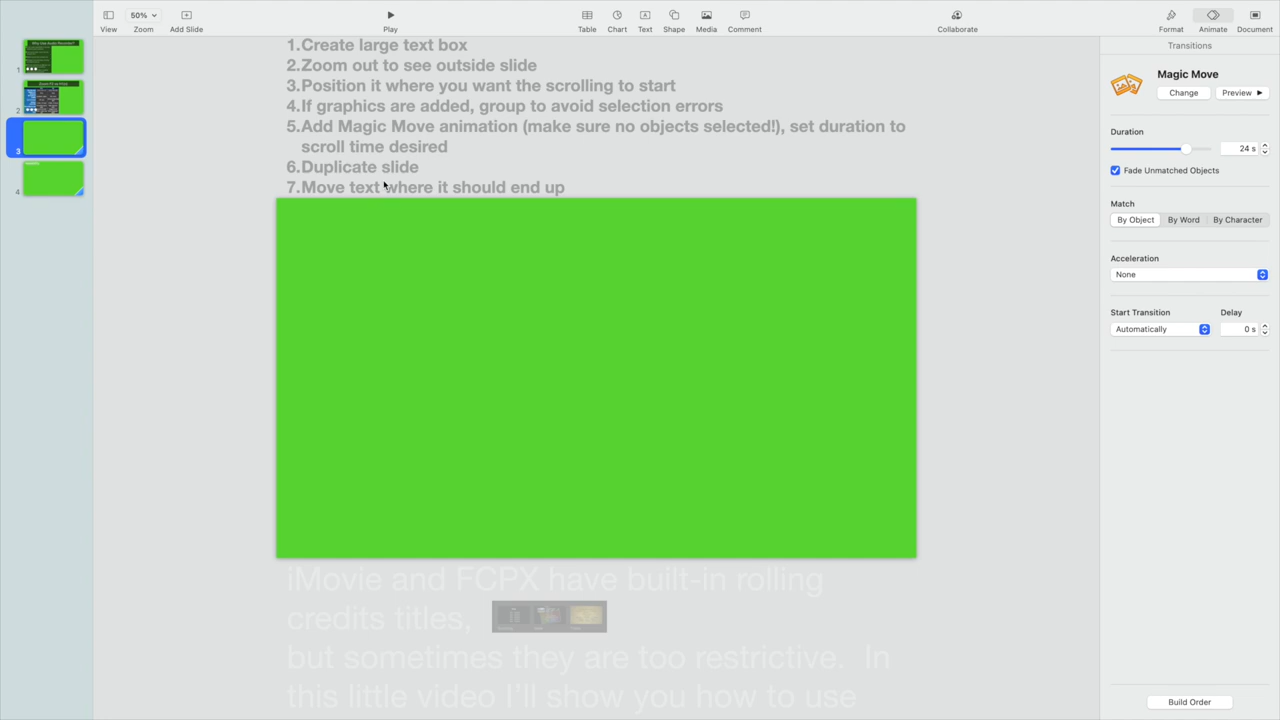 50%
View
Zoom
Add Slide
Play
Table
Chart
Text
Shape
Media
Comment
Collaborate
Format
Animate
Document
1
2
3
4
1.Create large text box
2.Zoom out to see outside slide
3.Position it where you want the scrolling to start
4.If graphics are added, group to avoid selection errors
5.Add Magic Move animation (make sure no objects selected!), set duration to
scroll time desired
6.Duplicate slide
7.Move text where it should end up
iMovie and FCPX have built-in rolling
credits titles,
but sometimes they are too restrictive. In
this little video I'll show you how to use
Transitions
Magic Move
Change
Preview
Duration
24 s
Fade Unmatched Objects
Match
By Object
By Word
By Character
Acceleration
None
Start Transition
Delay
Automatically
0 s
Build Order